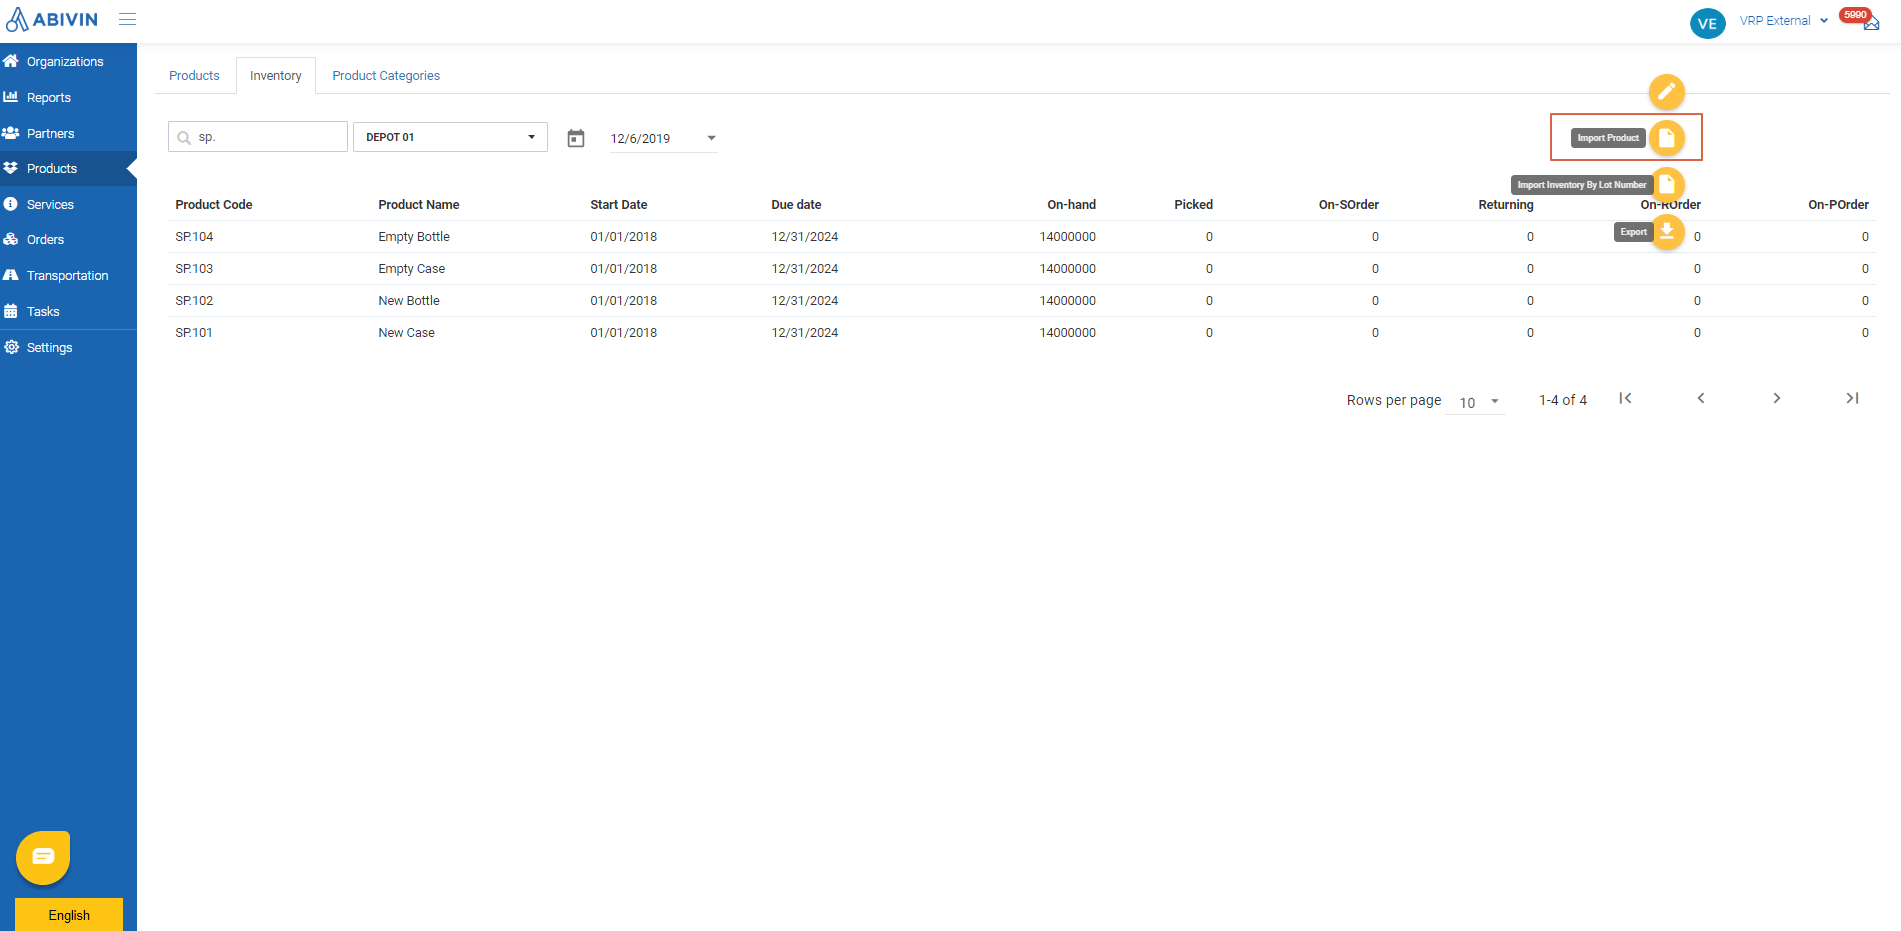 ABIVIN
VE
VRP External
5990
Organizations
Reports
Partners
Products
Services
Orders
Transportation
Tasks
Settings
English
Products
Inventory
Product Categories
sp.
DEPOT 01
12/6/2019
Import Product
Import Inventory By Lot Number
Export
Product Code Product Name Start Date Due date On-hand Picked On-SOrder Returning On-ROrder On-POrder
SP.104 Empty Bottle 01/01/2018 12/31/2024 14000000 0 0 0 0 0
SP.103 Empty Case 01/01/2018 12/31/2024 14000000 0 0 0 0 0
SP.102 New Bottle 01/01/2018 12/31/2024 14000000 0 0 0 0 0
SP.101 New Case 01/01/2018 12/31/2024 14000000 0 0 0 0 0
Rows per page 10 1-4 of 4